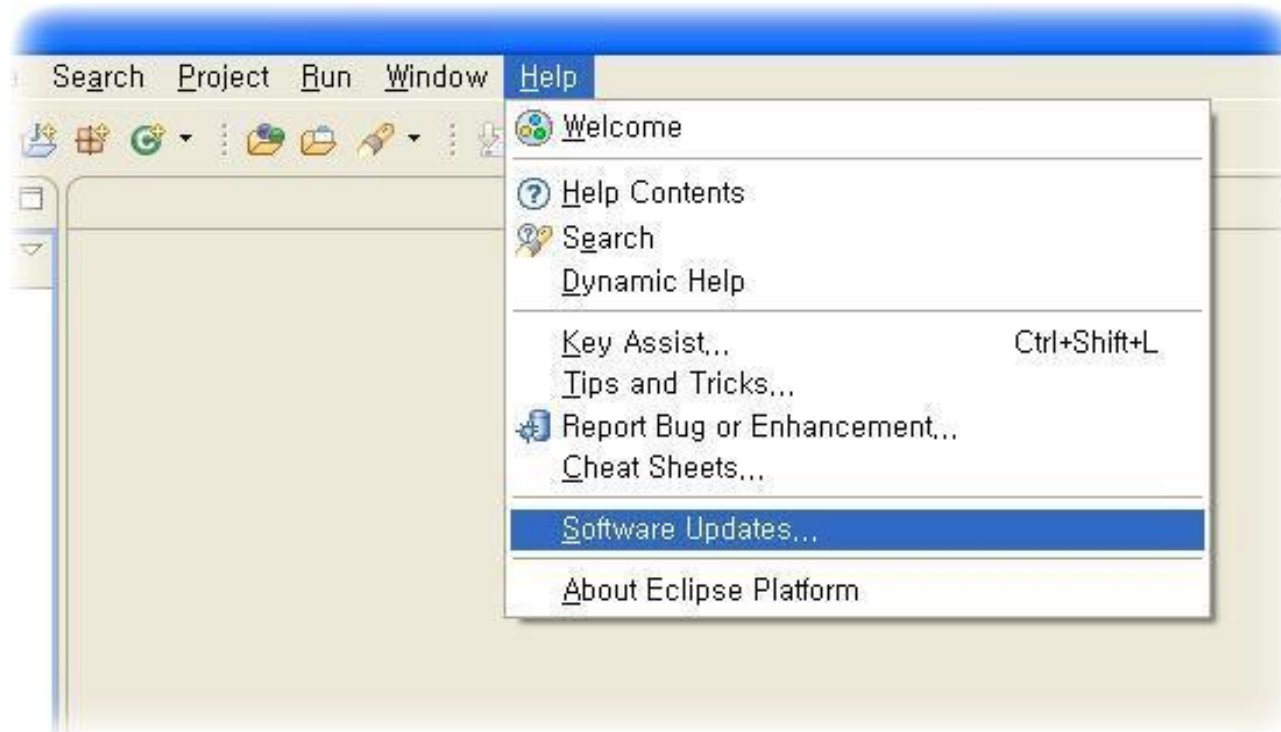 Search Project Run Window Help
Welcome
Help Contents
Search
Dynamic Help
Key Assist... Ctrl+Shift+L
Tips and Tricks...
Report Bug or Enhancement...
Cheat Sheets...
Software Updates...
About Eclipse Platform